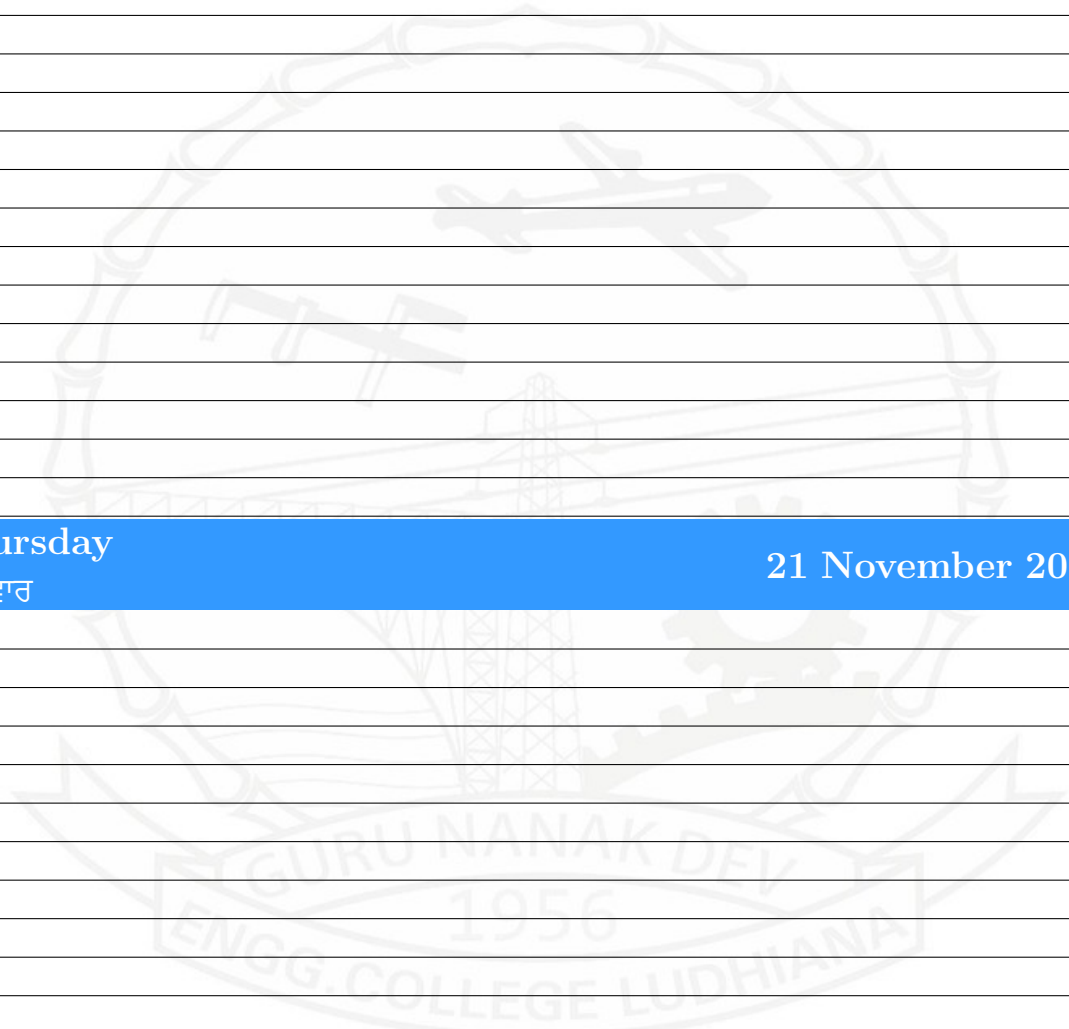 ursday
ਵਾਰ
21 November 20
GURU NANAK DEV
1956
ENGG.COLLEGE LUDHIANA